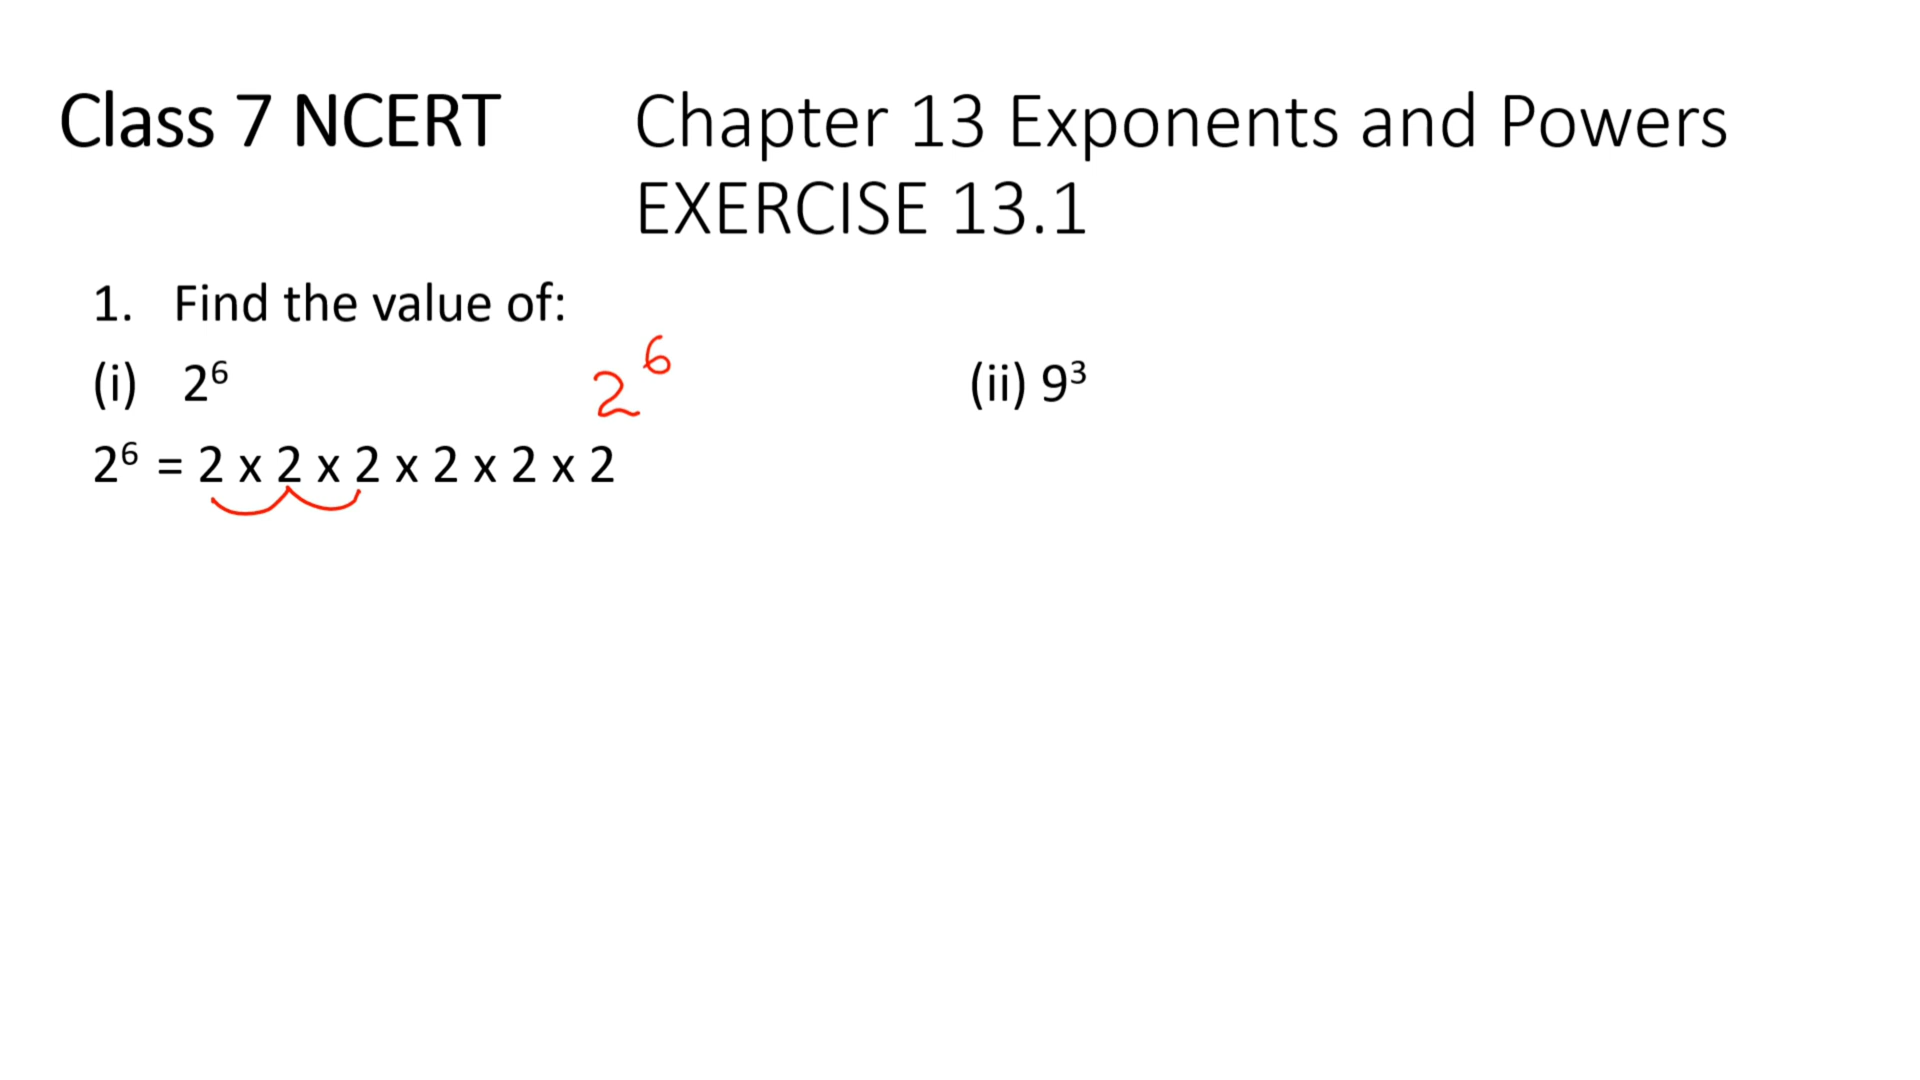 Class 7 NCERT
Chapter 13 Exponents and Powers
EXERCISE 13.1
1. Find the value of:
(i) 2⁶
2⁶
(ii) 9³
2⁶ = 2 x 2 x 2 x 2 x 2 x 2